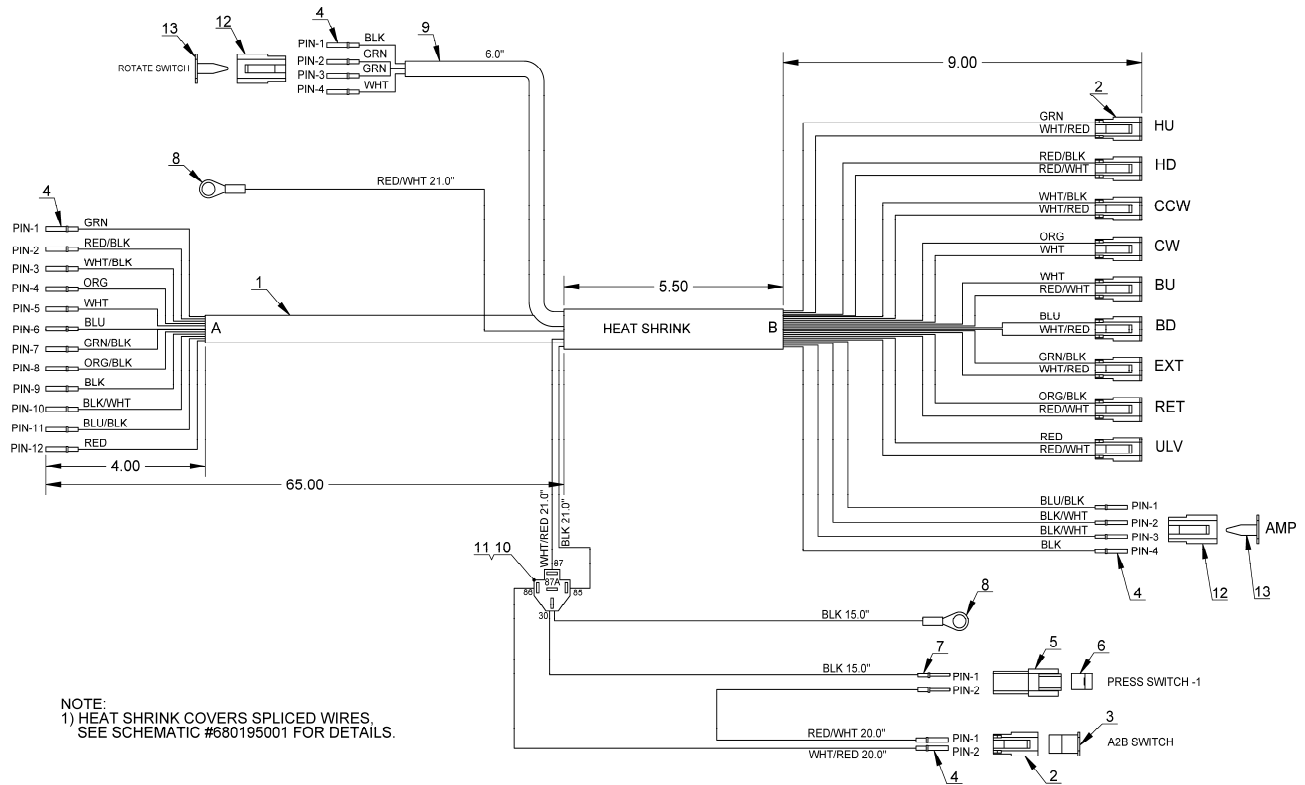 13
12
4
9
PIN-1 BLK
PIN-2 GRN
PIN-3 GRN
PIN-4 WHT
ROTATE SWITCH
6.0"
9.00
2
GRN
WHT/RED
HU
RED/BLK
RED/WHT
HD
WHT/BLK
WHT/RED
CCW
ORG
WHT
CW
WHT
RED/WHT
BU
BLU
WHT/RED
BD
GRN/BLK
WHT/RED
EXT
ORG/BLK
RED/WHT
RET
RED
RED/WHT
ULV
8
RED/WHT 21.0"
4
PIN-1 GRN
PIN-2 RED/BLK
PIN-3 WHT/BLK
PIN-4 ORG
PIN-5 WHT
PIN-6 BLU
PIN-7 GRN/BLK
PIN-8 ORG/BLK
PIN-9 BLK
PIN-10 BLK/WHT
PIN-11 BLU/BLK
PIN-12 RED
1
A
5.50
HEAT SHRINK
B
4.00
65.00
WHT/RED 21.0"
BLK 21.0"
BLU/BLK PIN-1
BLK/WHT PIN-2
BLK/WHT PIN-3
BLK PIN-4
AMP
4
12
13
11 10
87
87A
86
85
30
BLK 15.0"
8
BLK 15.0"
7
PIN-1
PIN-2
5
6
PRESS SWITCH -1
RED/WHT 20.0"
WHT/RED 20.0"
PIN-1
PIN-2
3
A2B SWITCH
4
2
NOTE:
1) HEAT SHRINK COVERS SPLICED WIRES,
SEE SCHEMATIC #680195001 FOR DETAILS.